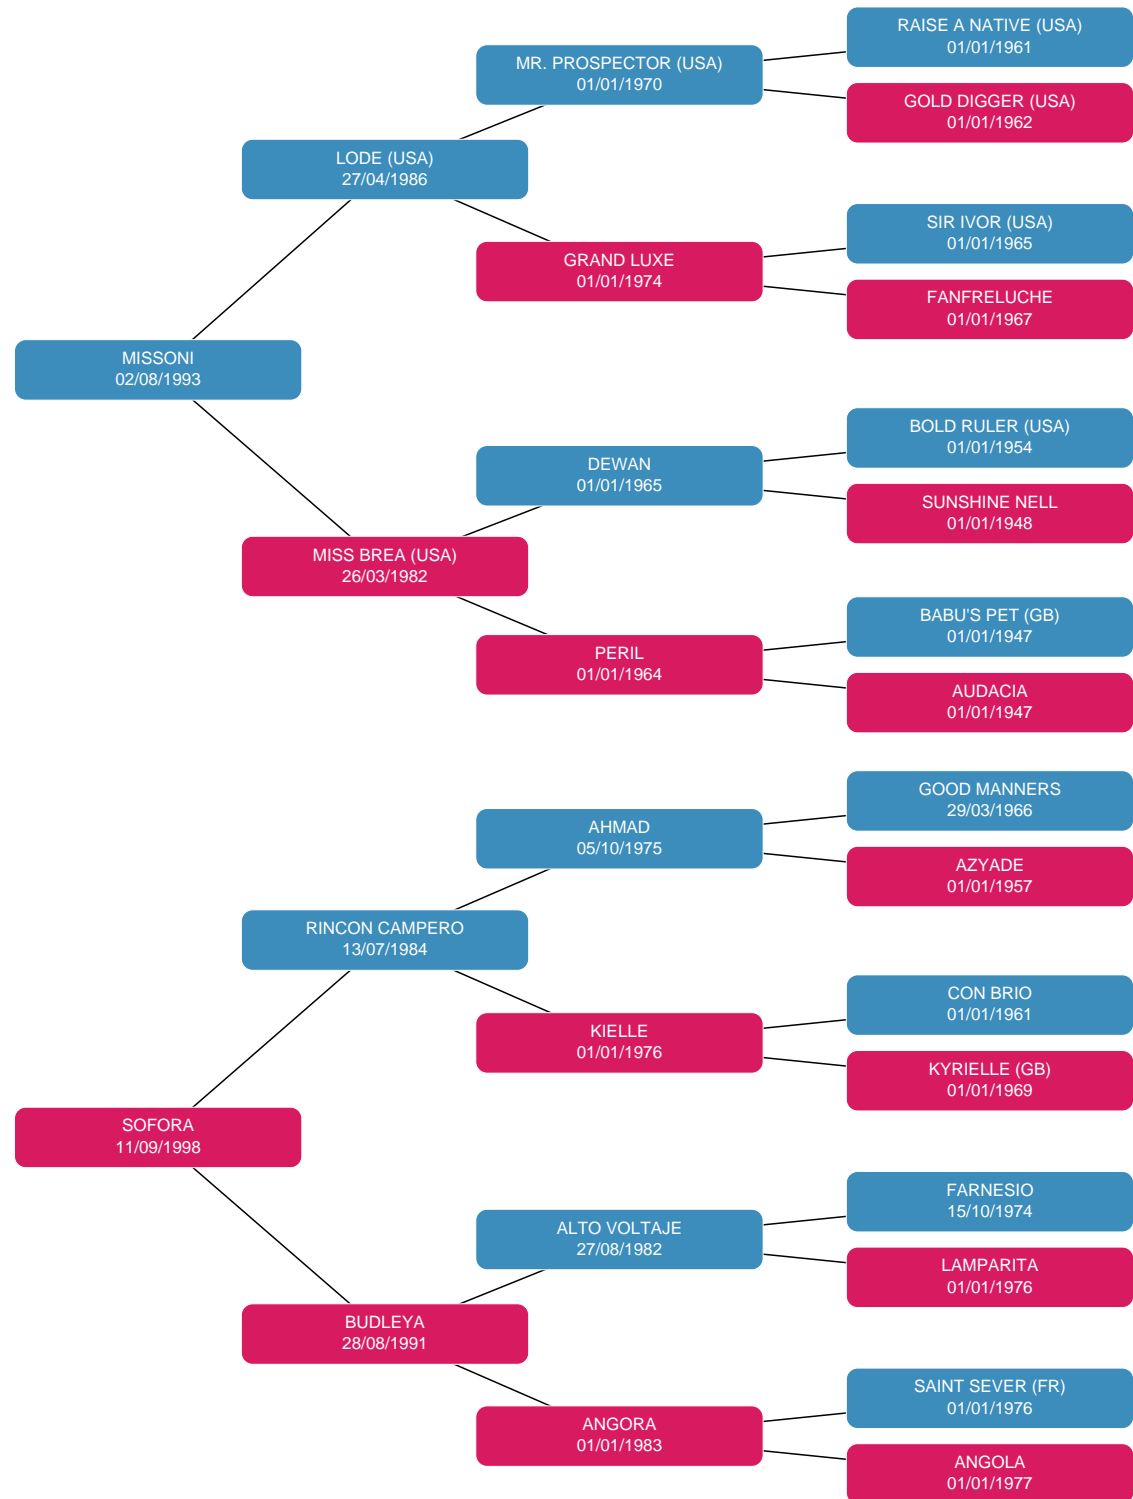 RAISE A NATIVE (USA)
01/01/1961
MR. PROSPECTOR (USA)
01/01/1970
GOLD DIGGER (USA)
01/01/1962
LODE (USA)
27/04/1986
SIR IVOR (USA)
01/01/1965
GRAND LUXE
01/01/1974
FANFRELUCHE
01/01/1967
MISSONI
02/08/1993
BOLD RULER (USA)
01/01/1954
DEWAN
01/01/1965
SUNSHINE NELL
01/01/1948
MISS BREA (USA)
26/03/1982
BABU'S PET (GB)
01/01/1947
PERIL
01/01/1964
AUDACIA
01/01/1947
GOOD MANNERS
29/03/1966
AHMAD
05/10/1975
AZYADE
01/01/1957
RINCON CAMPERO
13/07/1984
CON BRIO
01/01/1961
KIELLE
01/01/1976
KYRIELLE (GB)
01/01/1969
SOFORA
11/09/1998
FARNESIO
15/10/1974
ALTO VOLTAJE
27/08/1982
LAMPARITA
01/01/1976
BUDLEYA
28/08/1991
SAINT SEVER (FR)
01/01/1976
ANGORA
01/01/1983
ANGOLA
01/01/1977